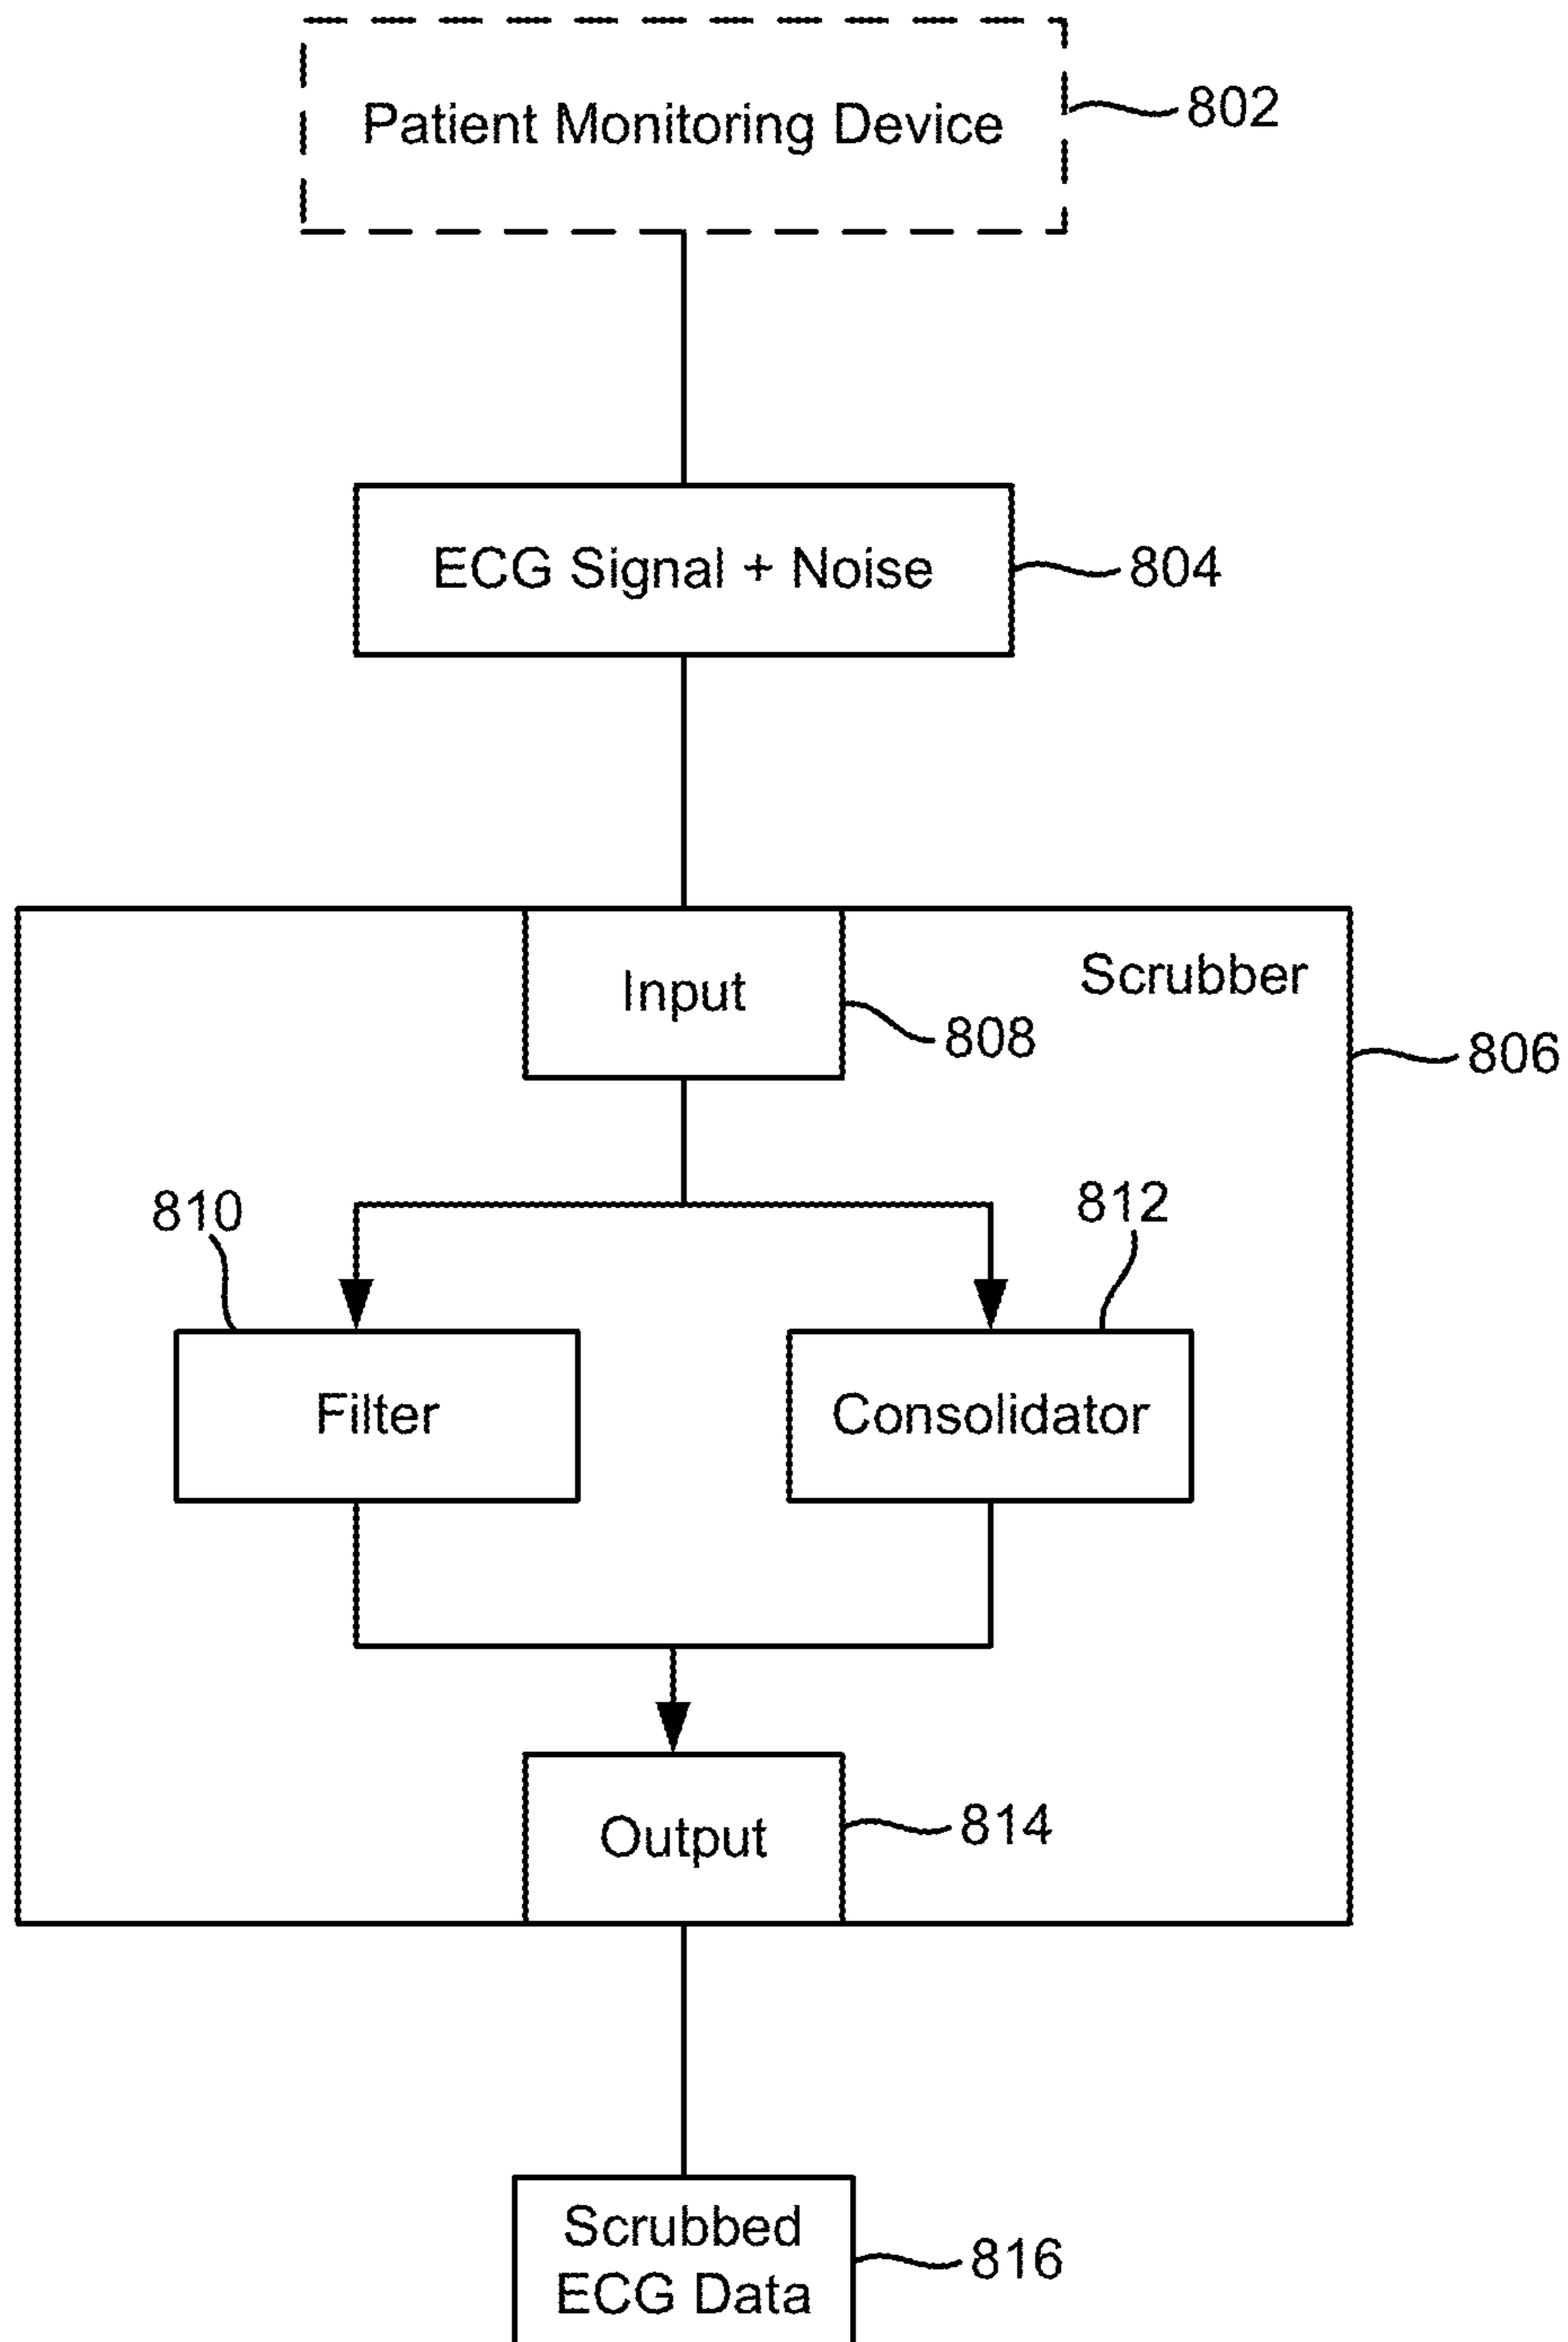 Patient Monitoring Device
802
ECG Signal + Noise
804
Scrubber
Input
808
806
810
812
Filter
Consolidator
Output
814
Scrubbed
ECG Data
816